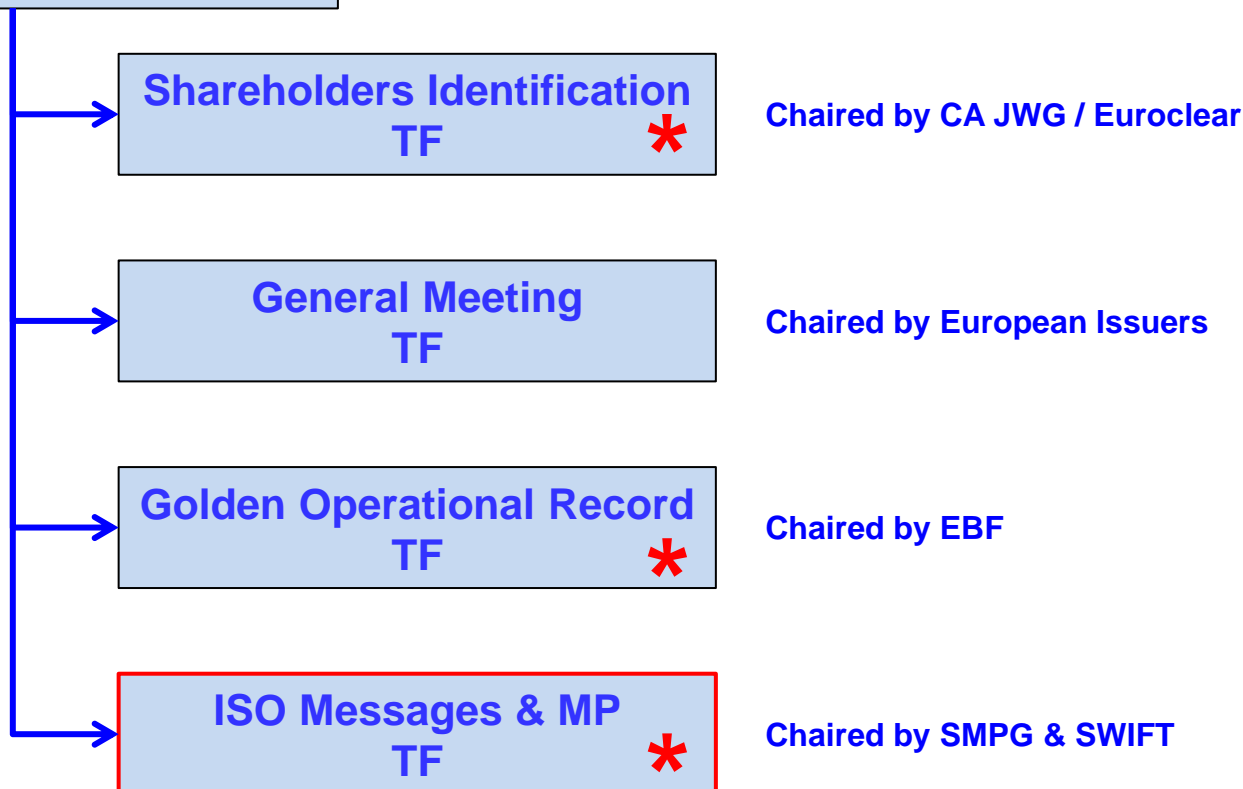 Shareholders Identification
TF *
Chaired by CA JWG / Euroclear
General Meeting
TF
Chaired by European Issuers
Golden Operational Record
TF *
Chaired by EBF
ISO Messages & MP
TF *
Chaired by SMPG & SWIFT